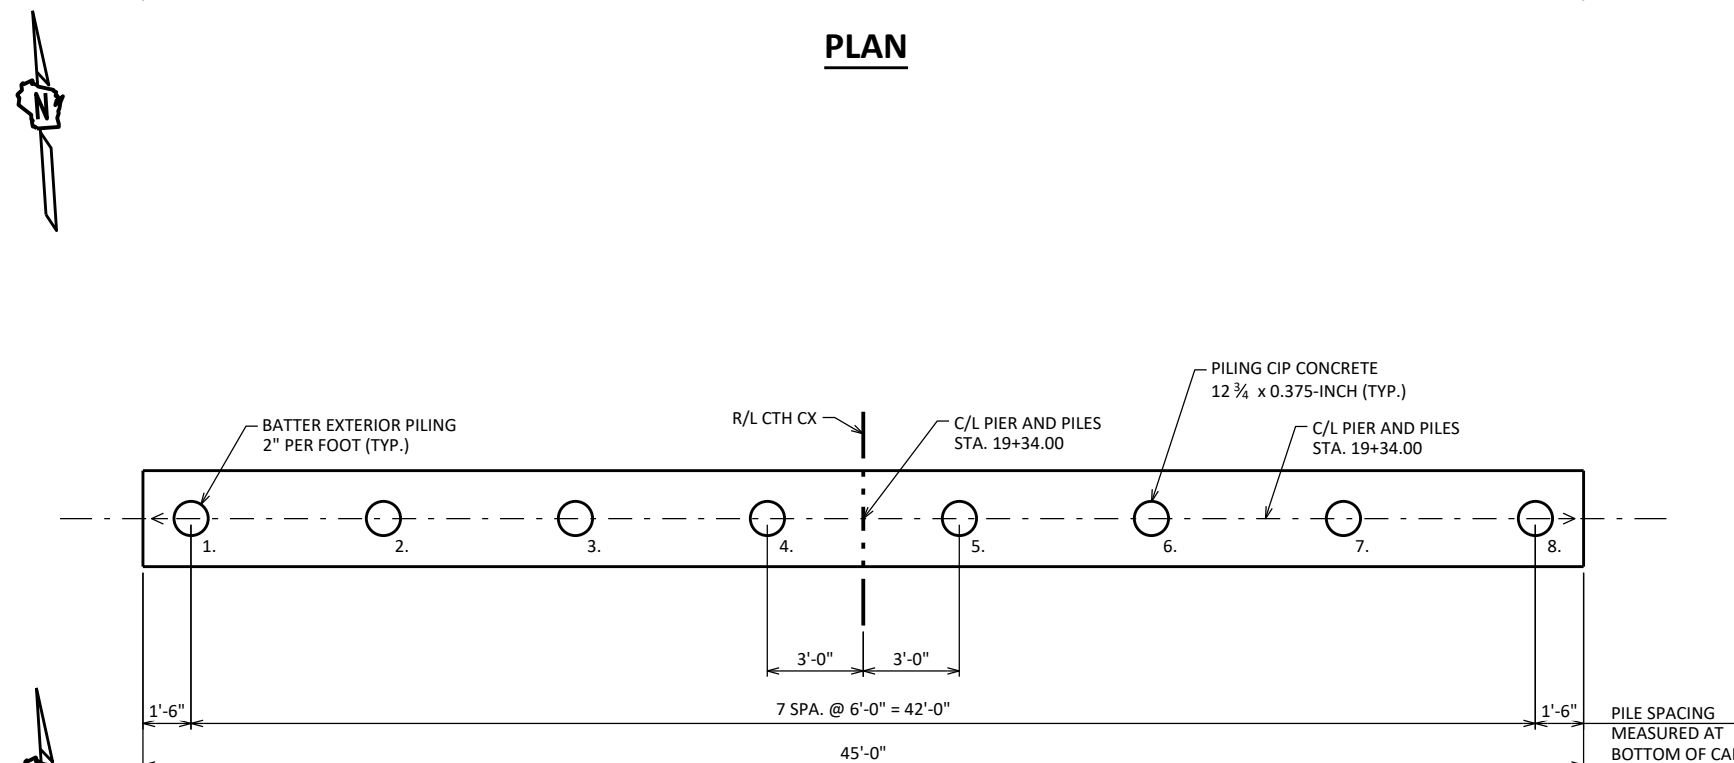 PLAN
N
PILING CIP CONCRETE
12 ¾ x 0.375-INCH (TYP.)
BATTER EXTERIOR PILING
2" PER FOOT (TYP.)
R/L CTH CX
C/L PIER AND PILES
STA. 19+34.00
C/L PIER AND PILES
STA. 19+34.00
1.
2.
3.
4.
5.
6.
7.
8.
3'-0"
3'-0"
1'-6"
7 SPA. @ 6'-0" = 42'-0"
1'-6"
PILE SPACING
MEASURED AT
BOTTOM OF
45'-0"